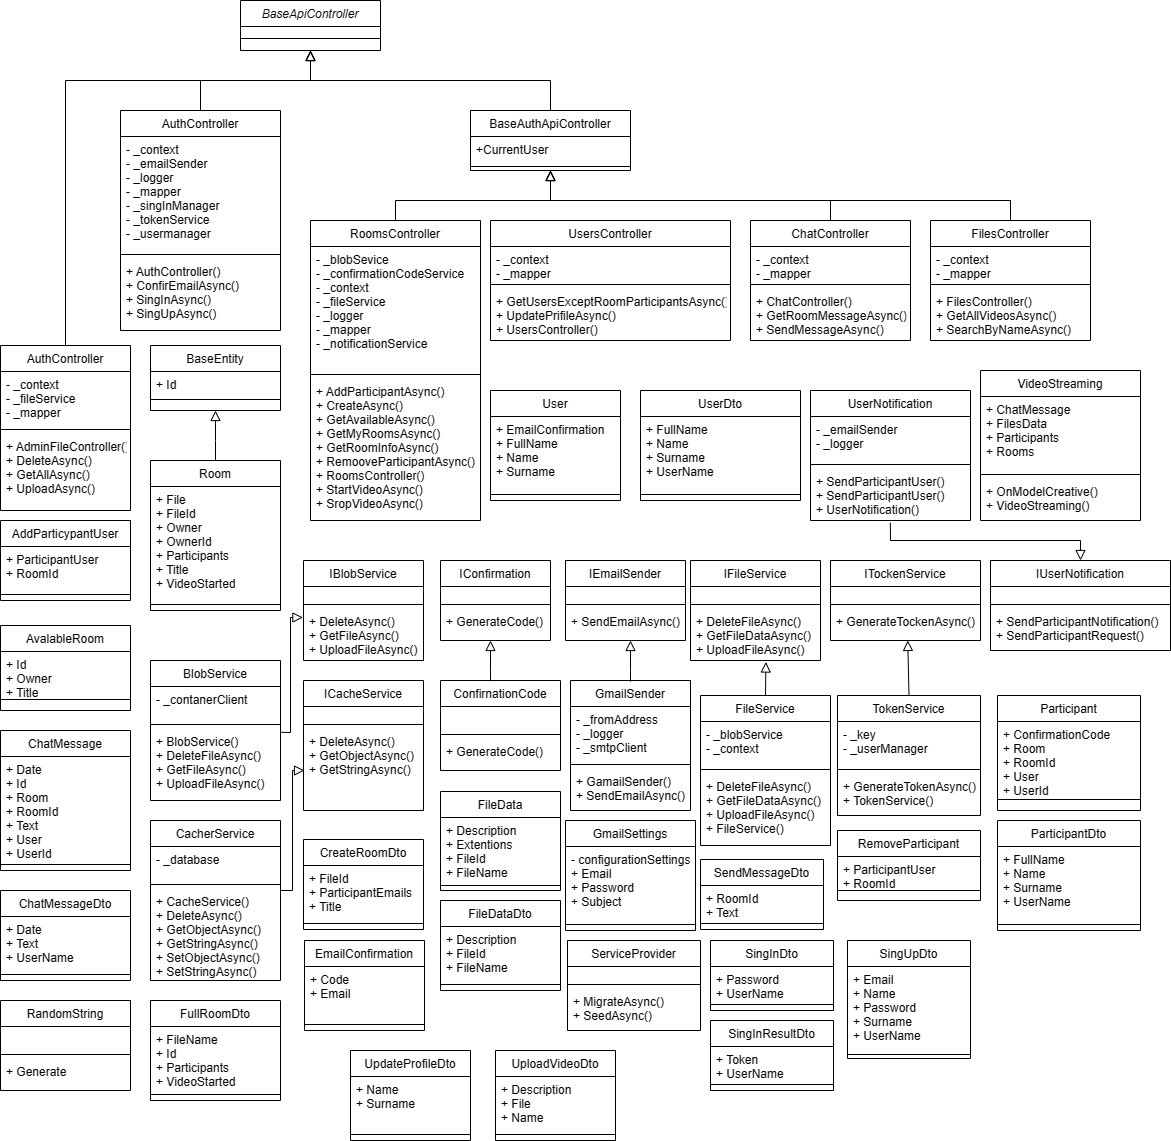 BaseApiController
AuthController
- _context
- _emailSender
- _logger
- _mapper
- _singInManager
- _tokenService
- _usermanager
+ AuthController()
+ ConfirEmailAsync()
+ SingInAsync()
+ SingUpAsync()
BaseAuthApiController
+CurrentUser
RoomsController
- _blobSevice
- _confirmationCodeService
- _context
- _fileService
- _logger
- _mapper
- _notificationService
+ AddParticipantAsync()
+ CreateAsync()
+ GetAvailableAsync()
+ GetMyRoomsAsync()
+ GetRoomInfoAsync()
+ RemooveParticipantAsync()
+ RoomsController()
+ StartVideoAsync()
+ SropVideoAsync()
UsersController
- _context
- _mapper
+ GetUsersExceptRoomParticipantsAsync()
+ UpdatePrifileAsync()
+ UsersController()
ChatController
- _context
- _mapper
+ ChatController()
+ GetRoomMessageAsync()
+ SendMessageAsync()
FilesController
- _context
- _mapper
+ FilesController()
+ GetAllVideosAsync()
+ SearchByNameAsync()
AuthController
- _context
- _fileService
- _mapper
+ AdminFileController()
+ DeleteAsync()
+ GetAllAsync()
+ UploadAsync()
BaseEntity
+ Id
User
+ EmailConfirmation
+ FullName
+ Name
+ Surname
UserDto
+ FullName
+ Name
+ Surname
+ UserName
UserNotification
- _emailSender
- _logger
+ SendParticipantUser()
+ SendParticipantUser()
+ UserNotification()
VideoStreaming
+ ChatMessage
+ FilesData
+ Participants
+ Rooms
+ OnModelCreative()
+ VideoStreaming()
Room
+ File
+ FileId
+ Owner
+ OwnerId
+ Participants
+ Title
+ VideoStarted
AddParticypantUser
+ ParticipantUser
+ RoomId
IBlobService
+ DeleteAsync()
+ GetFileAsync()
+ UploadFileAsync()
IConfirmation
+ GenerateCode()
IEmailSender
+ SendEmailAsync()
IFileService
+ DeleteFileAsync()
+ GetFileDataAsync()
+ UploadFileAsync()
ITockenService
+ GenerateTockenAsync()
IUserNotification
+ SendParticipantNotification()
+ SendParticipantRequest()
AvalableRoom
+ Id
+ Owner
+ Title
BlobService
- _contanerClient
+ BlobService()
+ DeleteFileAsync()
+ GetFileAsync()
+ UploadFileAsync()
ICacheService
+ DeleteAsync()
+ GetObjectAsync()
+ GetStringAsync()
ConfirnationCode
+ GenerateCode()
GmailSender
- _fromAddress
- _logger
- _smtpClient
+ GamailSender()
+ SendEmailAsync()
FileService
- _blobService
- _context
+ DeleteFileAsync()
+ GetFileDataAsync()
+ UploadFileAsync()
+ FileService()
TokenService
- _key
- _userManager
+ GenerateTokenAsync()
+ TokenService()
Participant
+ ConfirmationCode
+ Room
+ RoomId
+ User
+ UserId
ChatMessage
+ Date
+ Id
+ Room
+ RoomId
+ Text
+ User
+ UserId
CacherService
- _database
+ CacheService()
+ DeleteAsync()
+ GetObjectAsync()
+ GetStringAsync()
+ SetObjectAsync()
+ SetStringAsync()
CreateRoomDto
+ FileId
+ ParticipantEmails
+ Title
FileData
+ Description
+ Extentions
+ FileId
+ FileName
GmailSettings
- configurationSettings
+ Email
+ Password
+ Subject
SendMessageDto
+ RoomId
+ Text
RemoveParticipant
+ ParticipantUser
+ RoomId
ParticipantDto
+ FullName
+ Name
+ Surname
+ UserName
ChatMessageDto
+ Date
+ Text
+ UserName
EmailConfirmation
+ Code
+ Email
FileDataDto
+ Description
+ FileId
+ FileName
ServiceProvider
+ MigrateAsync()
+ SeedAsync()
SingInDto
+ Password
+ UserName
SingUpDto
+ Email
+ Name
+ Password
+ Surname
+ UserName
RandomString
+ Generate
FullRoomDto
+ FileName
+ Id
+ Participants
+ VideoStarted
SingInResultDto
+ Token
+ UserName
UpdateProfileDto
+ Name
+ Surname
UploadVideoDto
+ Description
+ File
+ Name